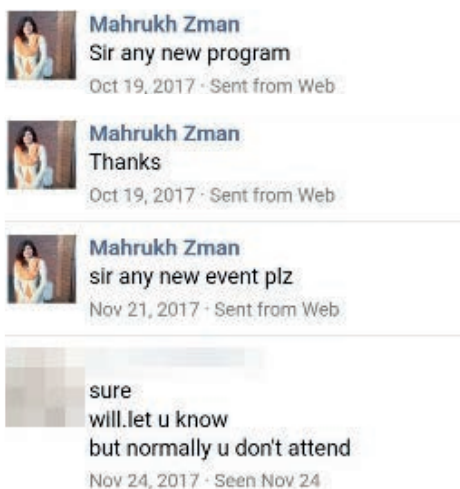 Mahrukh Zman
Sir any new program
Oct 19, 2017 · Sent from Web
Mahrukh Zman
Thanks
Oct 19, 2017 · Sent from Web
Mahrukh Zman
sir any new event plz
Nov 21, 2017 · Sent from Web
sure
will.let u know
but normally u don't attend
Nov 24, 2017 · Seen Nov 24